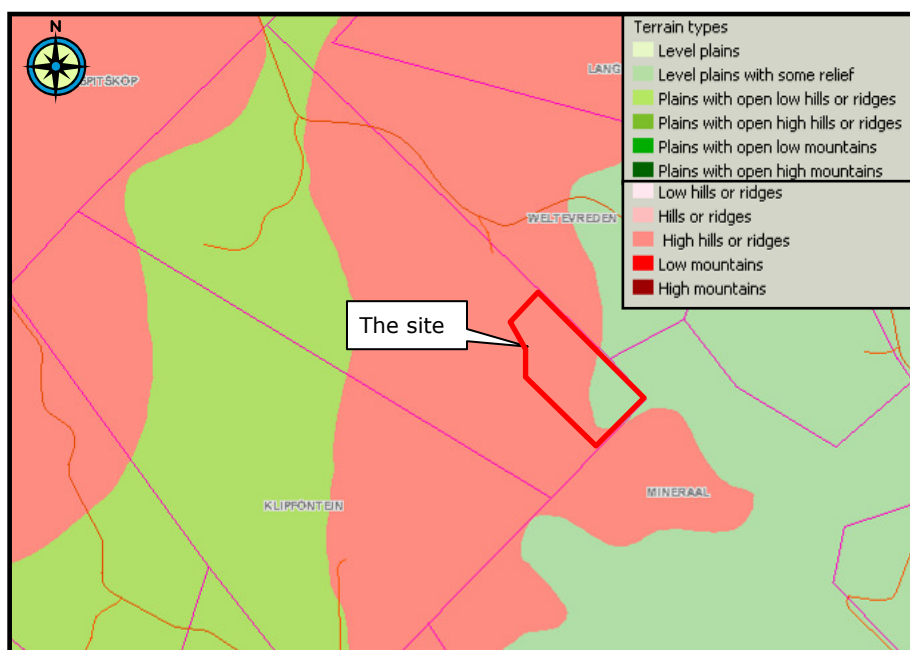 N
Terrain types
Level plains
Level plains with some relief
Plains with open low hills or ridges
Plains with open high hills or ridges
Plains with open low mountains
Plains with open high mountains
Low hills or ridges
Hills or ridges
High hills or ridges
Low mountains
High mountains
LANG
WELTEVREDEN
The site
KLIPFONTEIN
MINERAAL